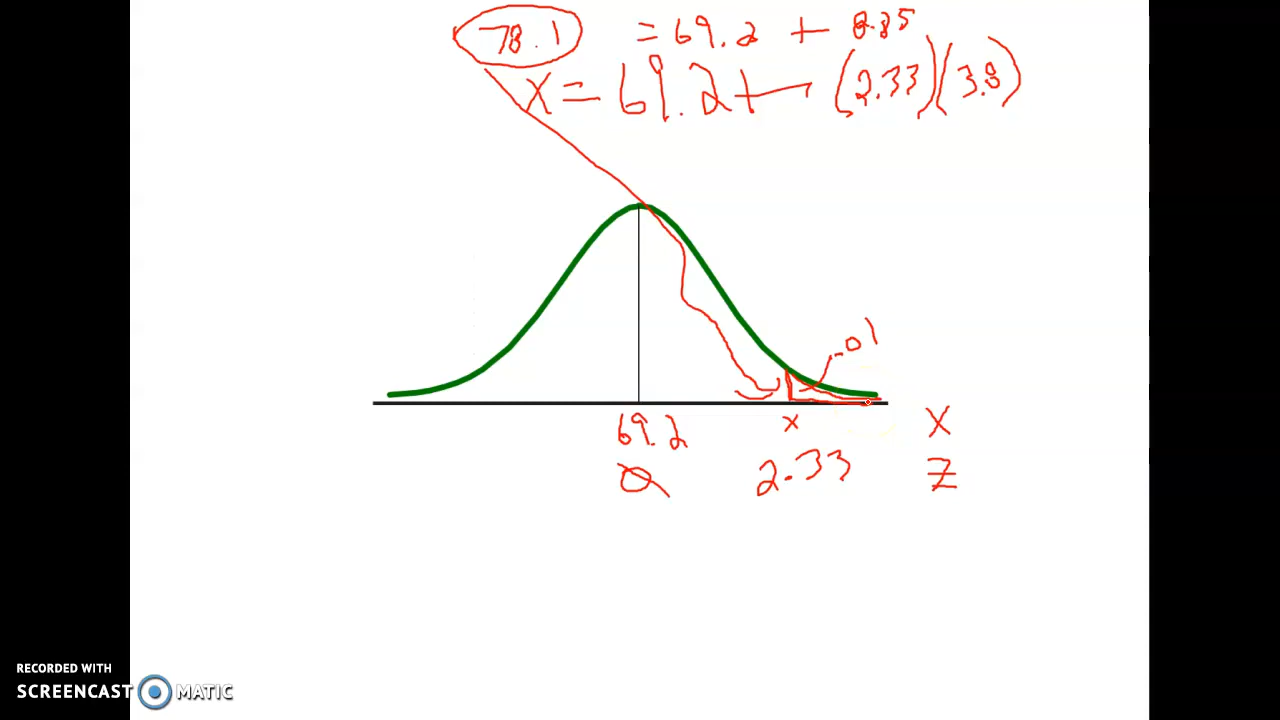 78.1 = 69.2 + 8.85
X = 69.2 + (2.33)(3.8)
.01
69.2 x X
0 2.33 Z
RECORDED WITH
SCREENCAST MATIC